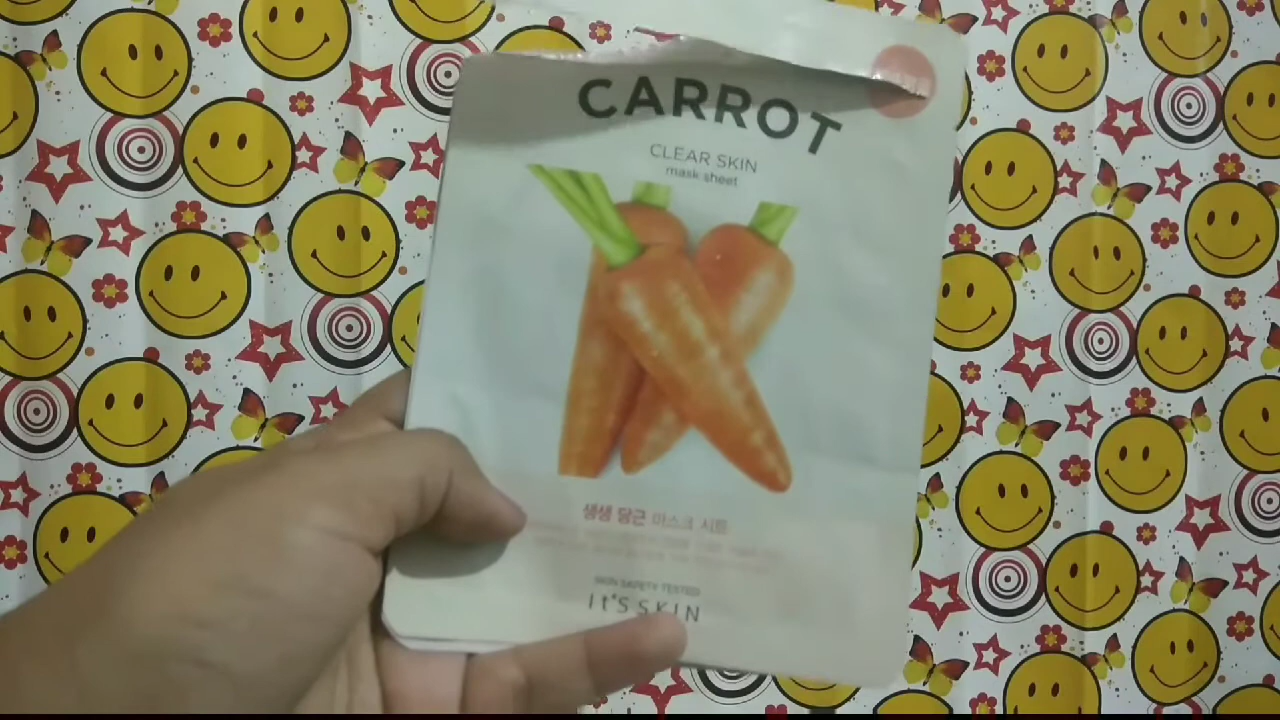 CARROT
CLEAR SKIN
mask sheet
생생 당근 마스크 시트
SKIN SAFETY TESTED
It'S SKIN